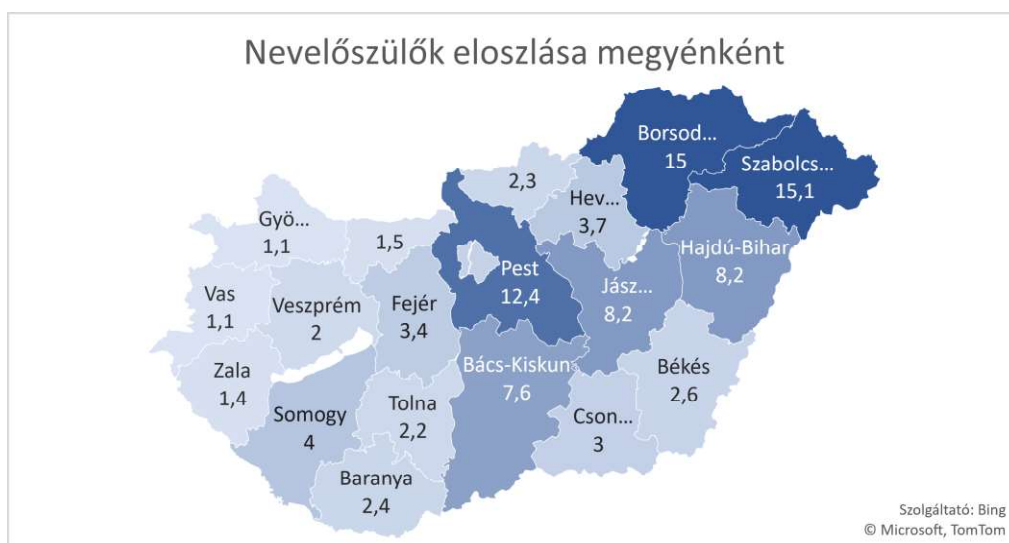 Nevelőszülők eloszlása megyénként
Borsod...
15
Szabolcs...
15,1
2,3
Hev...
3,7
Győ...
1,1
1,5
Pest
12,4
Hajdú-Bihar
8,2
Jász...
8,2
Vas
1,1
Veszprém
2
Fejér
3,4
Bács-Kiskun
7,6
Békés
2,6
Zala
1,4
Somogy
4
Tolna
2,2
Cson...
3
Baranya
2,4
Szolgáltató: Bing
© Microsoft, TomTom